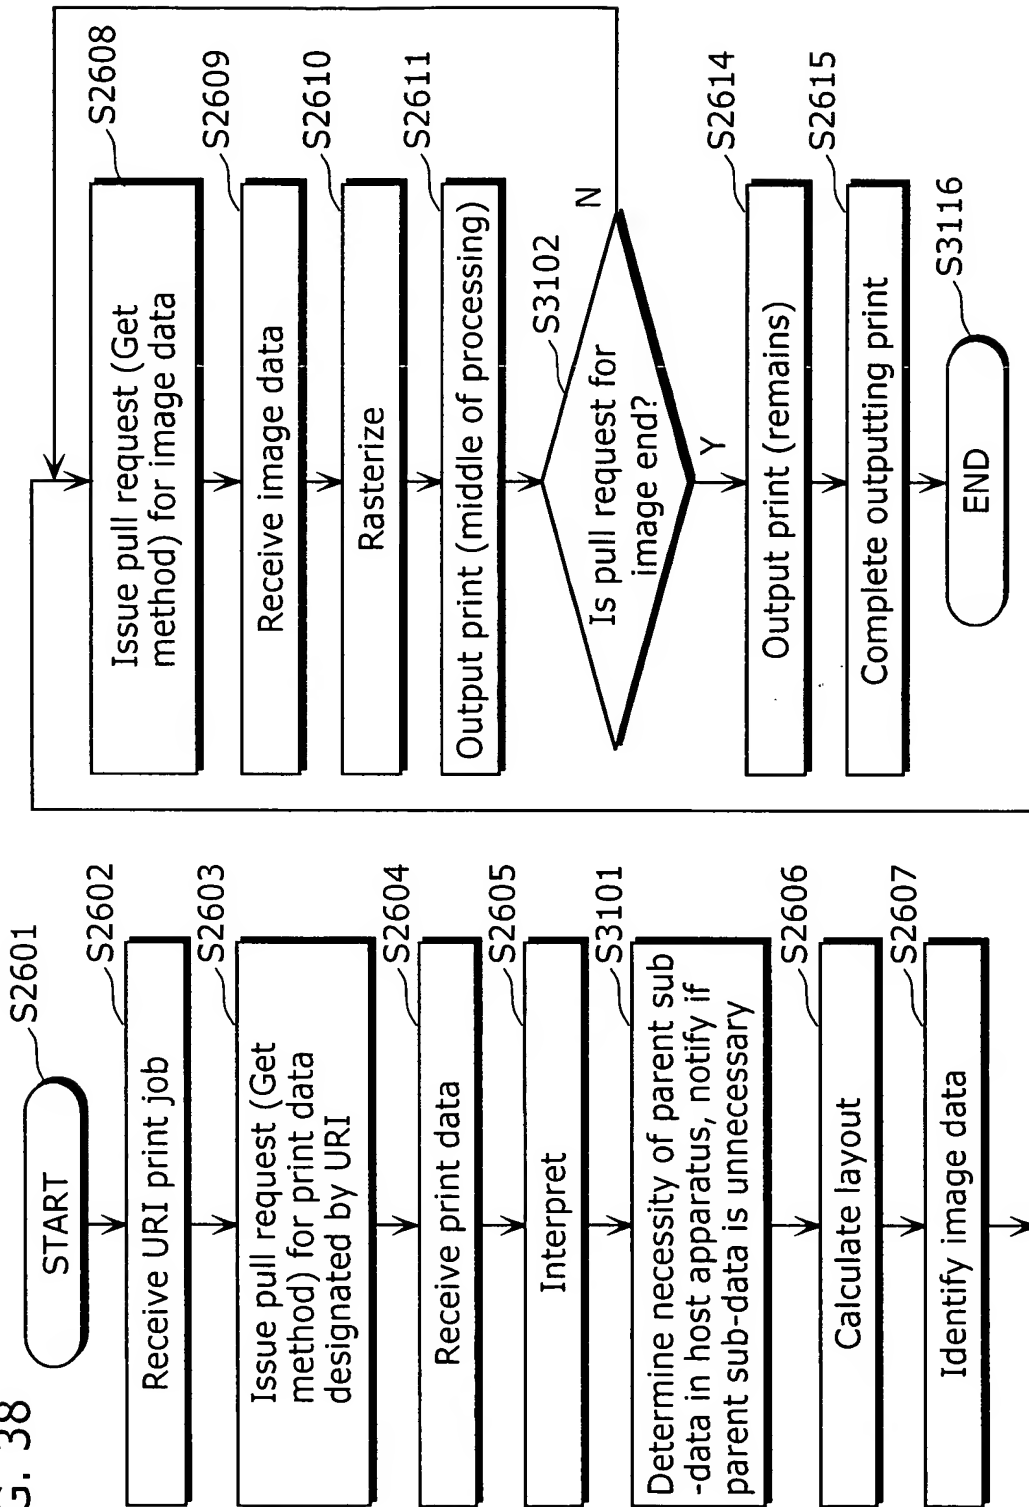 G. 38
START
S2601
Receive URI print job
S2602
Issue pull request (Get
method) for print data
designated by URI
S2603
Receive print data
S2604
Interpret
S2605
Determine necessity of parent sub
-data in host apparatus, notify if
parent sub-data is unnecessary
S3101
Calculate layout
S2606
Identify image data
S2607
Issue pull request (Get
method) for image data
S2608
Receive image data
S2609
Rasterize
S2610
Output print (middle of processing)
S2611
Is pull request for
image end?
S3102
N
Y
Output print (remains)
S2614
Complete outputting print
S2615
END
S3116